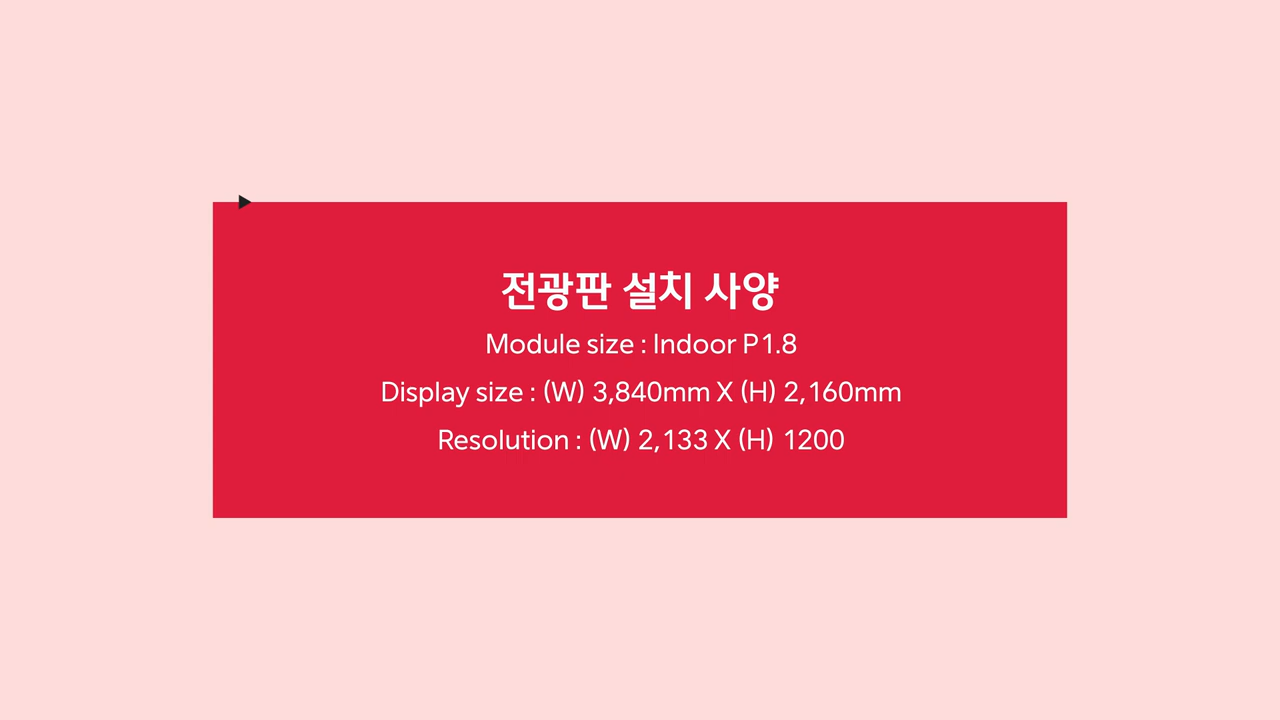 전광판 설치 사양
Module size : Indoor P1.8
Display size : (W) 3,840mm X (H) 2,160mm
Resolution : (W) 2,133 X (H) 1200